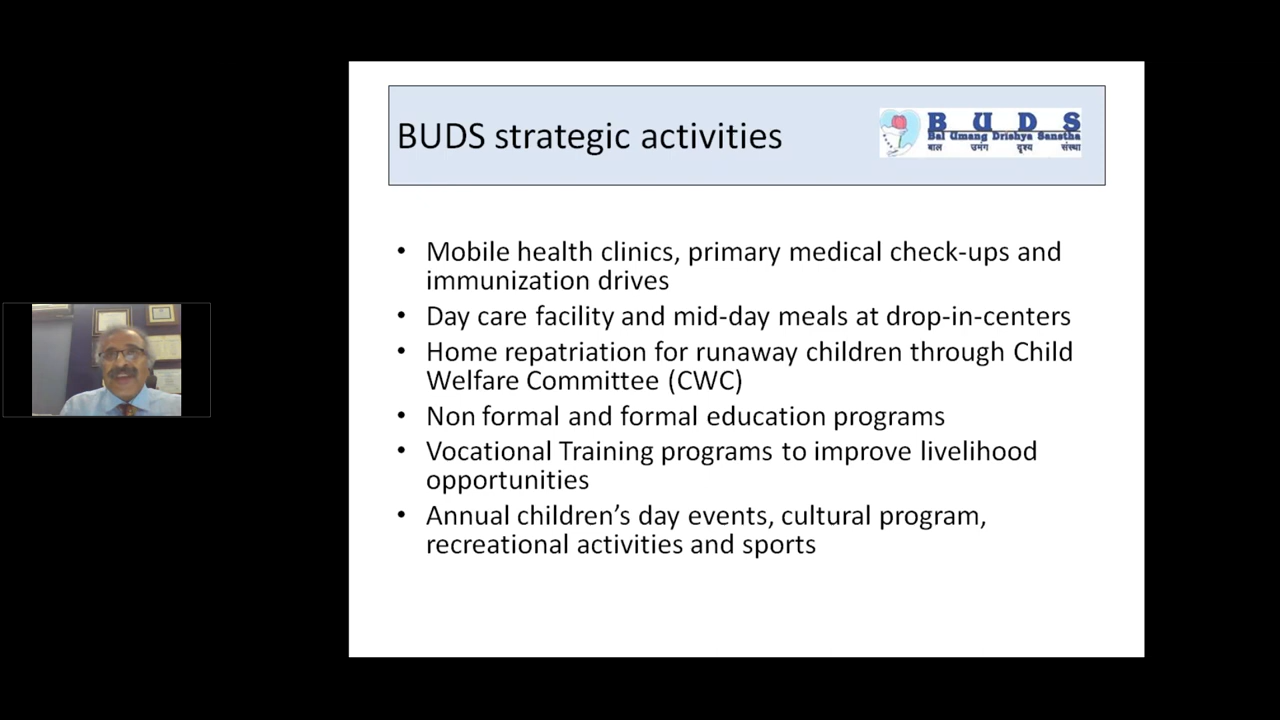 BUDS strategic activities
B U D S
Bal Umang Drishya Sanstha
बाल उमंग दृश्य संस्था
• Mobile health clinics, primary medical check-ups and
immunization drives
• Day care facility and mid-day meals at drop-in-centers
• Home repatriation for runaway children through Child
Welfare Committee (CWC)
• Non formal and formal education programs
• Vocational Training programs to improve livelihood
opportunities
• Annual children’s day events, cultural program,
recreational activities and sports